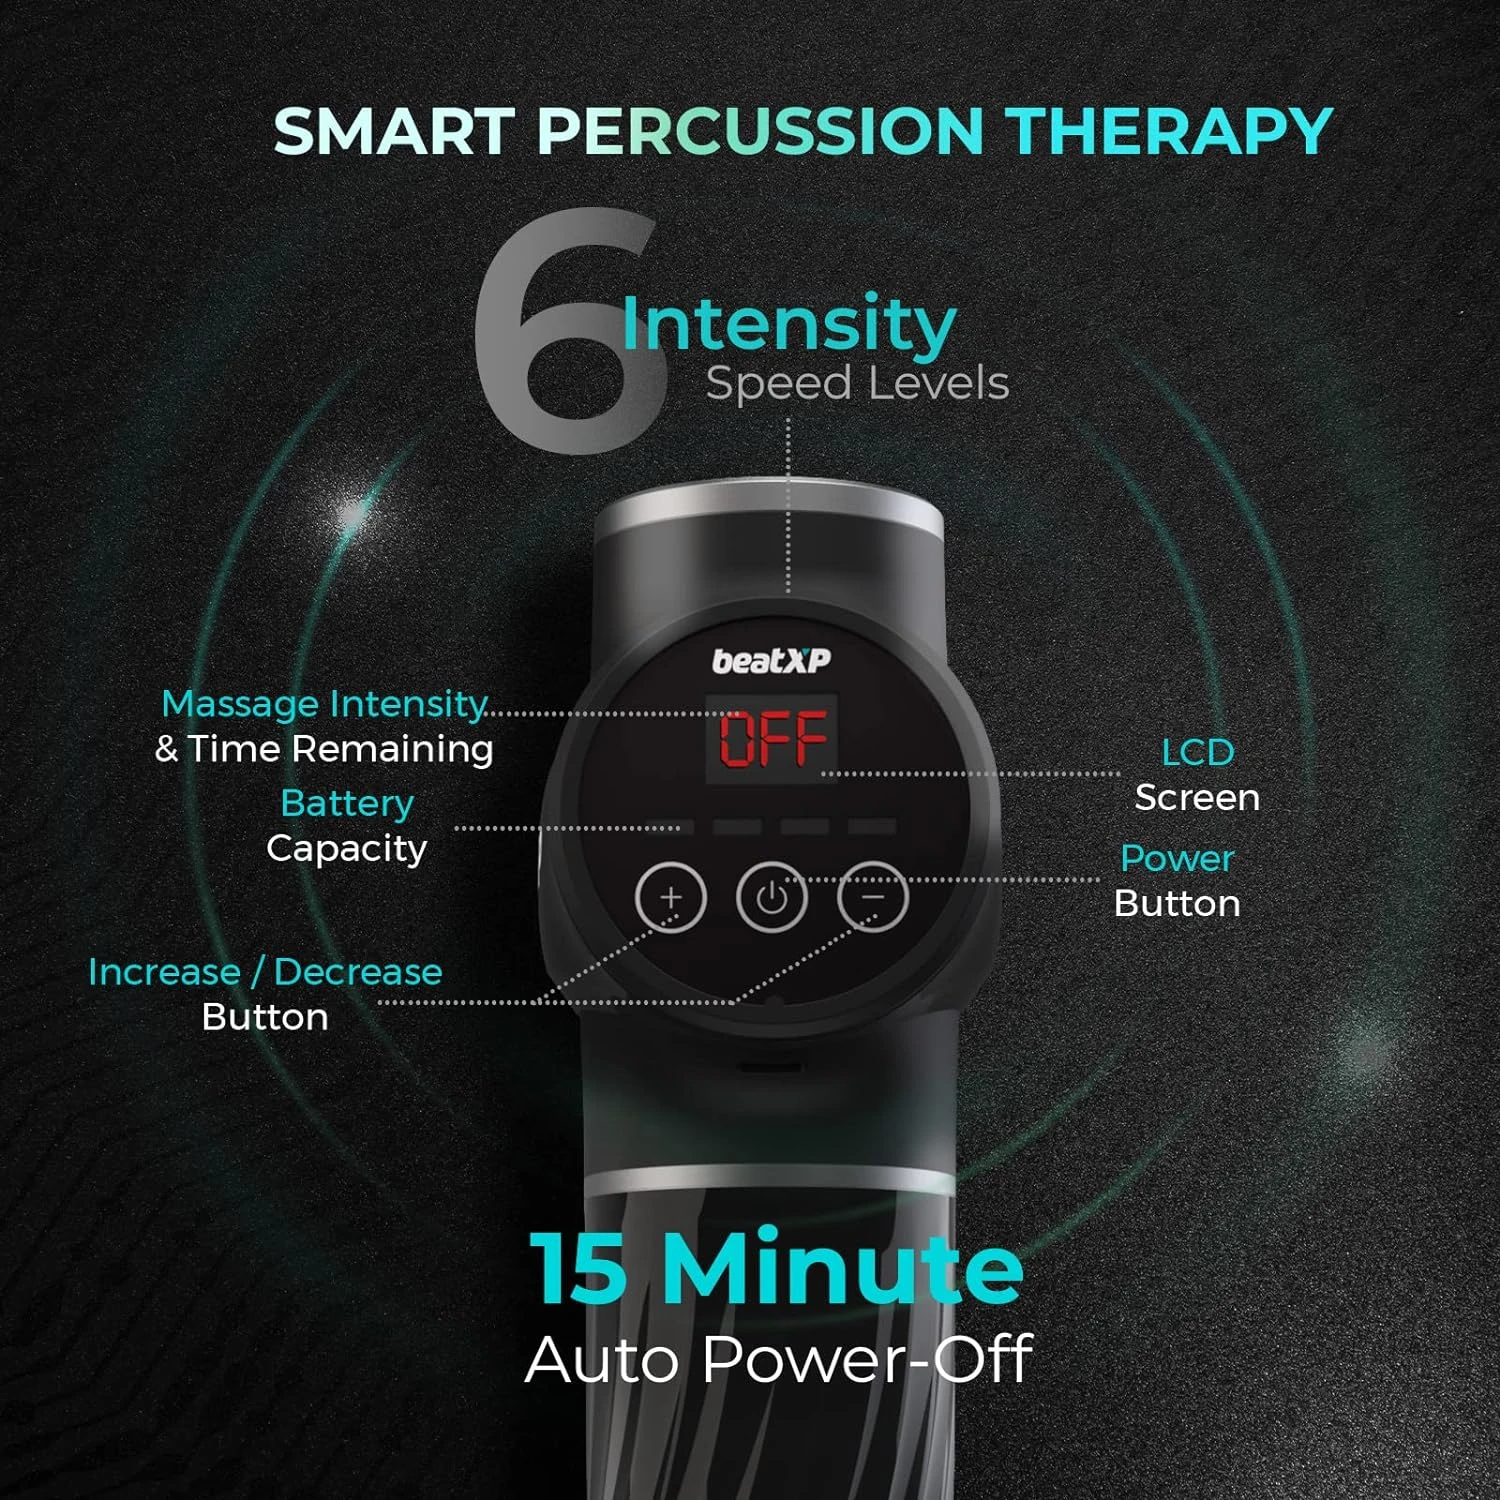 SMART PERCUSSION THERAPY
6
Intensity
Speed Levels
beatXP
OFF
Massage Intensity
& Time Remaining
Battery
Capacity
Increase / Decrease
Button
LCD
Screen
Power
Button
15 Minute
Auto Power-Off